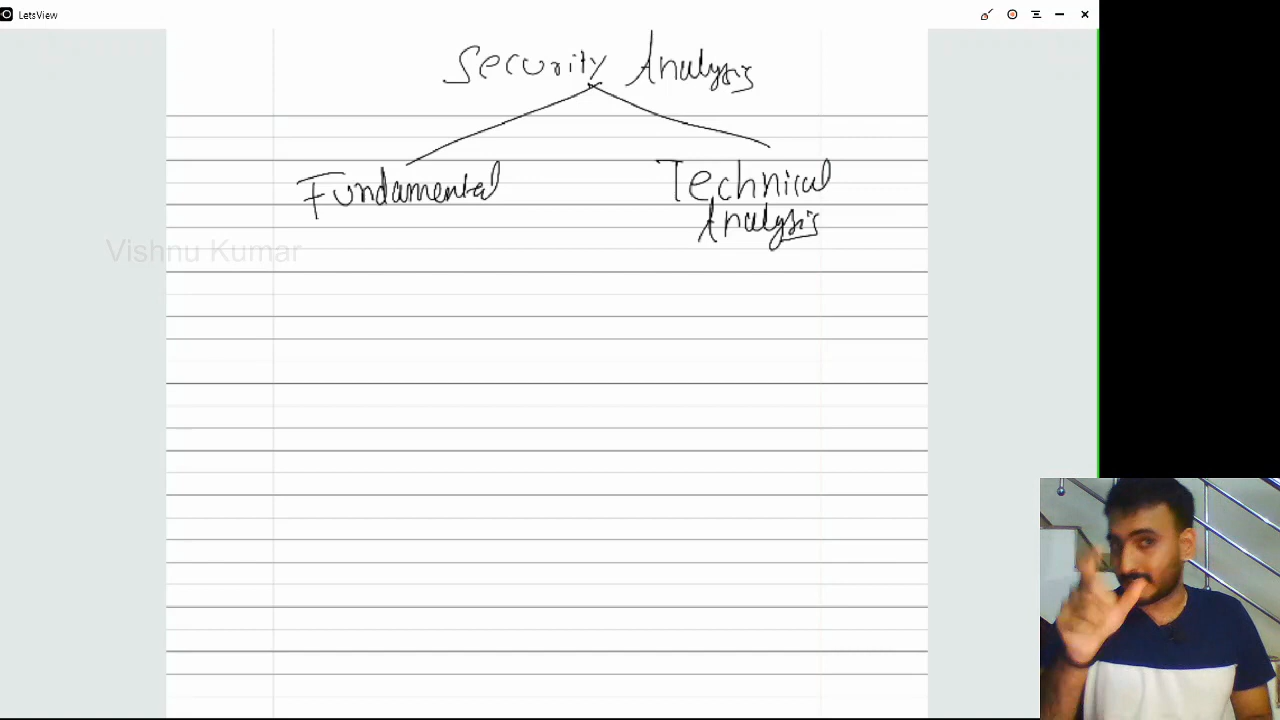 LetsView
Security Analysis
Fundamental
Technical
Analysis
Vishnu Kumar